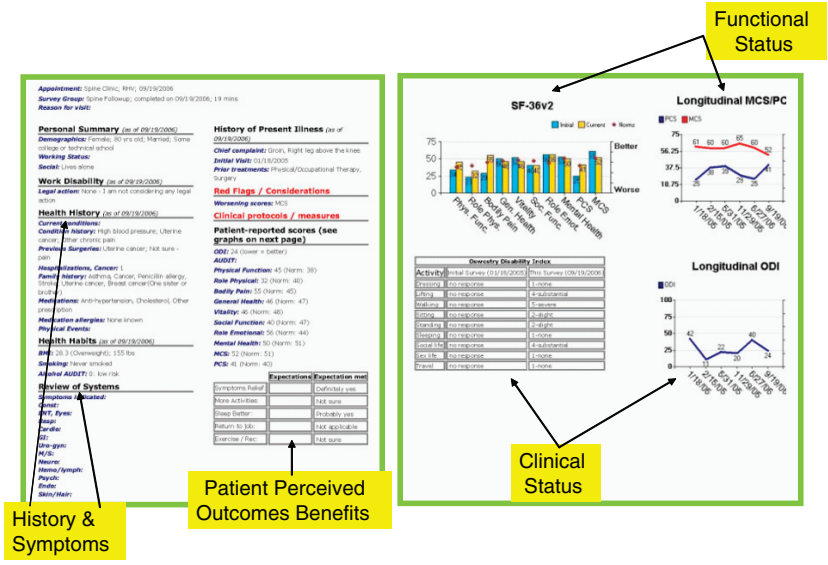 Functional
Status
Appointment: Spine Clinic; RHV; 09/19/2006
Survey Group: Spine Followup; completed on 09/19/2006; 19 mins
Reason for visit:
Personal Summary (as of 09/19/2006)
Demographics: Female; 80 yrs old; Married; Some
college or technical school
Working Status:
Social: Lives alone
Work Disability (as of 09/19/2006)
Legal action: None - I am not considering any legal
action
Health History (as of 09/19/2006)
Current conditions:
Condition history: High blood pressure, Uterine
cancer, Other chronic pain
Previous Surgeries: Uterine cancer; Not sure -
pain
Hospitalizations, Cancer: 1
Family history: Asthma, Cancer, Penicillin allergy,
Stroke, Uterine cancer, Breast cancer(One sister or
brother)
Medications: Anti-hypertension, Cholesterol, Other
prescription
Medication allergies: None known
Physical Events:
Health Habits (as of 09/19/2006)
BMI: 28.3 (Overweight); 155 lbs
Smoking: Never smoked
Alcohol AUDIT: 0: low risk
Review of Systems
Symptoms indicated:
Const:
ENT, Eyes:
Resp:
Cardio:
GI:
Uro-gyn:
M/S:
Neuro:
Hemo/lymph:
Psych:
Endo:
Skin/Hair:
History of Present Illness (as of
09/19/2006)
Chief complaint: Groin, Right leg above the knee
Initial Visit: 01/18/2005
Prior treatments: Physical/Occupational Therapy,
Surgery
Red Flags / Considerations
Worsening scores: MCS
Clinical protocols / measures
Patient-reported scores (see
graphs on next page)
ODI: 24 (lower = better)
AUDIT:
Physical Function: 45 (Norm: 38)
Role Physical: 32 (Norm: 40)
Bodily Pain: 55 (Norm: 45)
General Health: 46 (Norm: 47)
Vitality: 46 (Norm: 48)
Social Function: 40 (Norm: 47)
Role Emotional: 56 (Norm: 44)
Mental Health: 50 (Norm: 51)
MCS: 52 (Norm: 51)
PCS: 41 (Norm: 40)
Expectations Expectation met
Symptoms Relief Definitely yes
More Activities Not sure
Sleep Better: Probably yes
Return to job: Not applicable
Exercise / Rec: Not sure
History &
Symptoms
Patient Perceived
Outcomes Benefits
SF-36v2
Initial Current Norms
75
50
25
0
Better
Worse
Phys. Func.
Role Phys.
Bodily Pain
Gen. Health
Vitality
Soc. Func.
Role Emot.
Mental Health
PCS
MCS
Longitudinal MCS/PC
PCS MCS
75
56.25
37.5
18.75
61 60 60 65 60 52
25 38 39 29 25 41
1/18/05
2/15/05
5/31/05
11/29/05
6/27/06
9/19/06
Oswestry Disability Index
Activity Initial Survey (01/18/2005) This Survey (09/19/2006)
Dressing no response 1-none
Lifting no response 4-substantial
Walking no response 5-severe
Sitting no response 2-slight
Standing no response 2-slight
Sleeping no response 1-none
Social life no response 4-substantial
Sex life no response 1-none
Travel no response 1-none
Longitudinal ODI
ODI
100
75
50
25
0
42 11 22 20 40 24
1/18/05
2/15/05
5/31/05
11/29/05
6/27/06
9/19/06
Clinical
Status